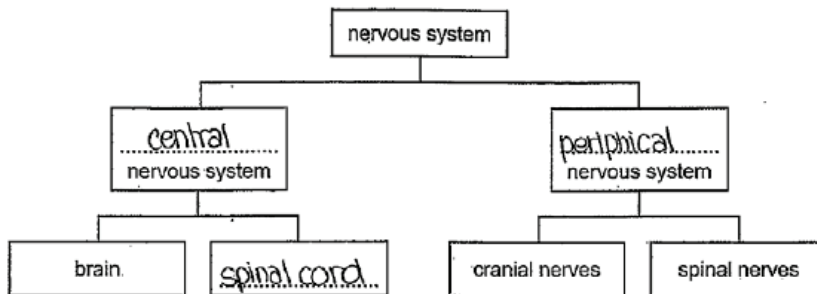 nervous system
central
nervous system
periphical
nervous system
brain
spinal cord
cranial nerves
spinal nerves